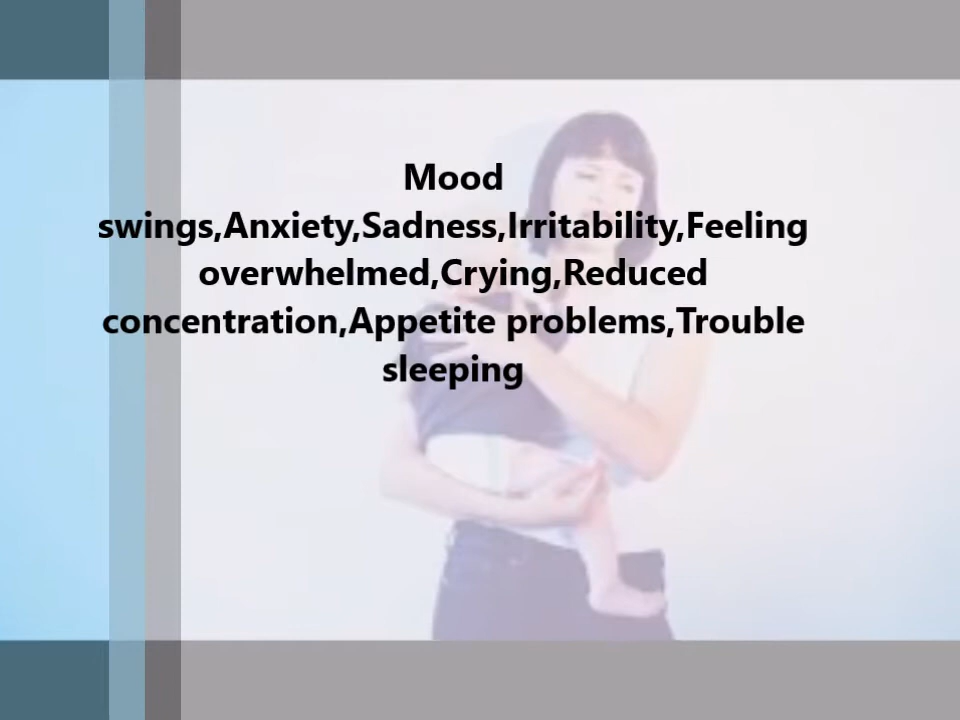 Mood
swings,Anxiety,Sadness,Irritability,Feeling
overwhelmed,Crying,Reduced
concentration,Appetite problems,Trouble
sleeping